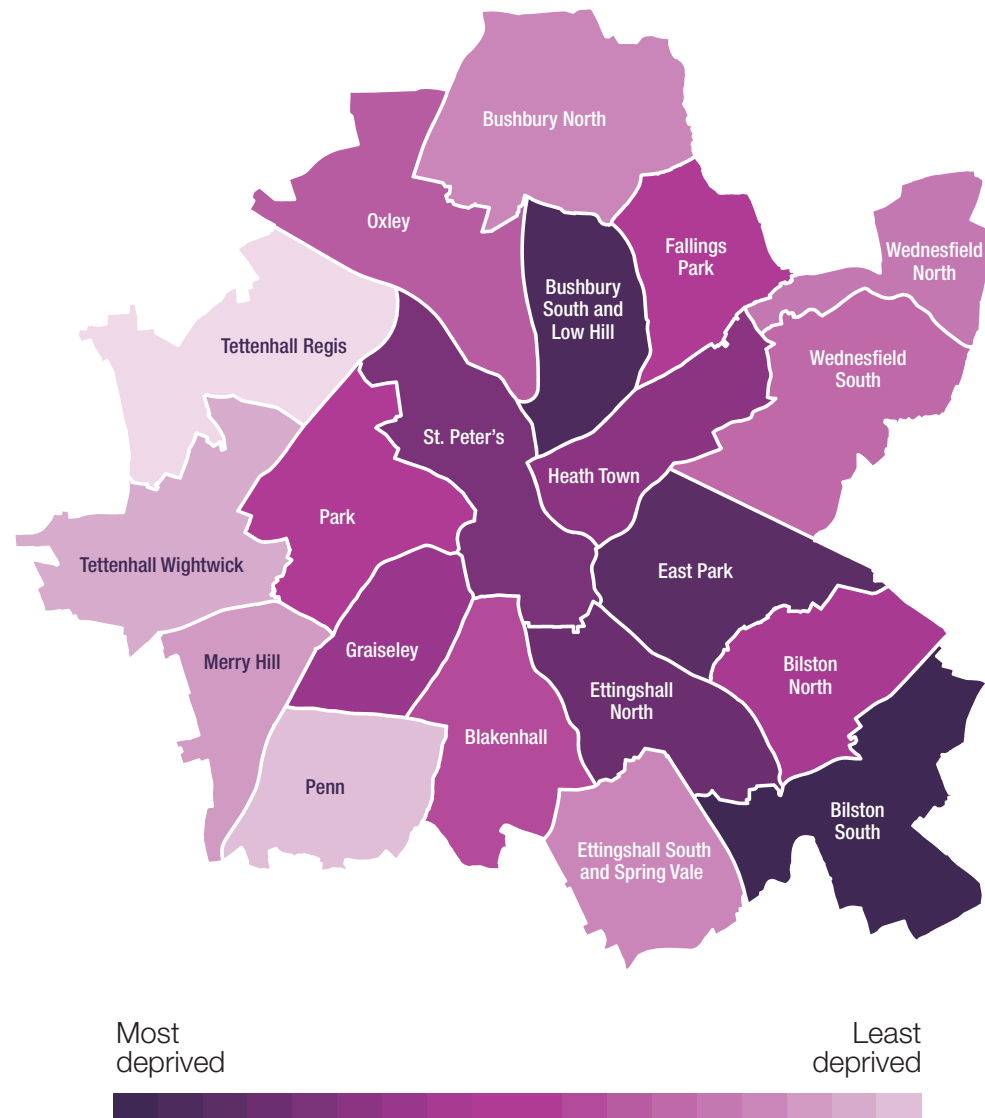 Bushbury North
Oxley
Fallings
Park
Wednesfield
North
Bushbury
South and
Low Hill
Tettenhall Regis
Wednesfield
South
St. Peter's
Heath Town
Park
Tettenhall Wightwick
East Park
Merry Hill
Graiseley
Bilston
North
Ettingshall
North
Blakenhall
Penn
Bilston
South
Ettingshall South
and Spring Vale
Most
deprived
Least
deprived